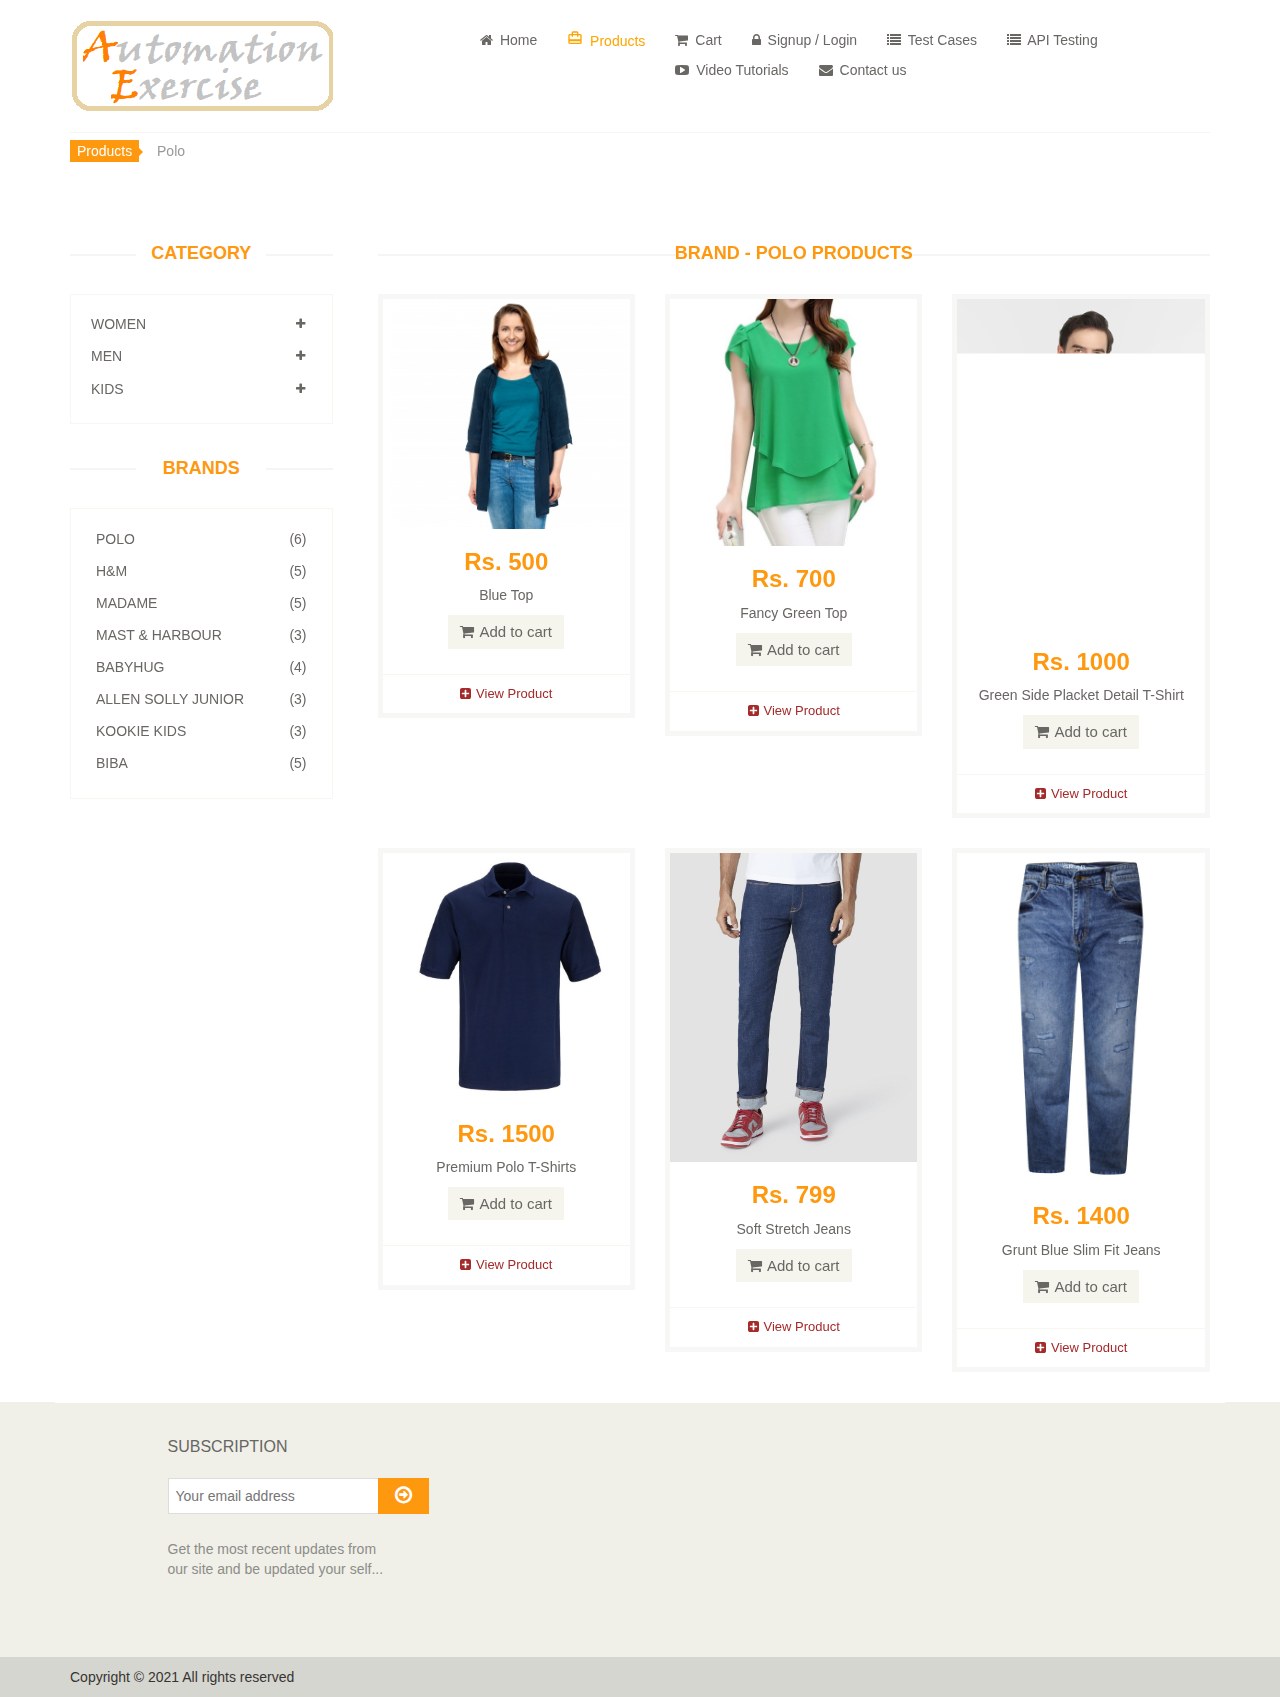 Automation
Exercise
Home
Products
Cart
Signup / Login
Test Cases
API Testing
Video Tutorials
Contact us
Products
Polo
CATEGORY
WOMEN
MEN
KIDS
BRANDS
POLO (6)
H&M (5)
MADAME (5)
MAST & HARBOUR (3)
BABYHUG (4)
ALLEN SOLLY JUNIOR (3)
KOOKIE KIDS (3)
BIBA (5)
BRAND - POLO PRODUCTS
Rs. 500
Blue Top
Add to cart
View Product
Rs. 700
Fancy Green Top
Add to cart
View Product
Rs. 1000
Green Side Placket Detail T-Shirt
Add to cart
View Product
Rs. 1500
Premium Polo T-Shirts
Add to cart
View Product
Rs. 799
Soft Stretch Jeans
Add to cart
View Product
Rs. 1400
Grunt Blue Slim Fit Jeans
Add to cart
View Product
SUBSCRIPTION
Your email address
Get the most recent updates from
our site and be updated your self...
Copyright © 2021 All rights reserved